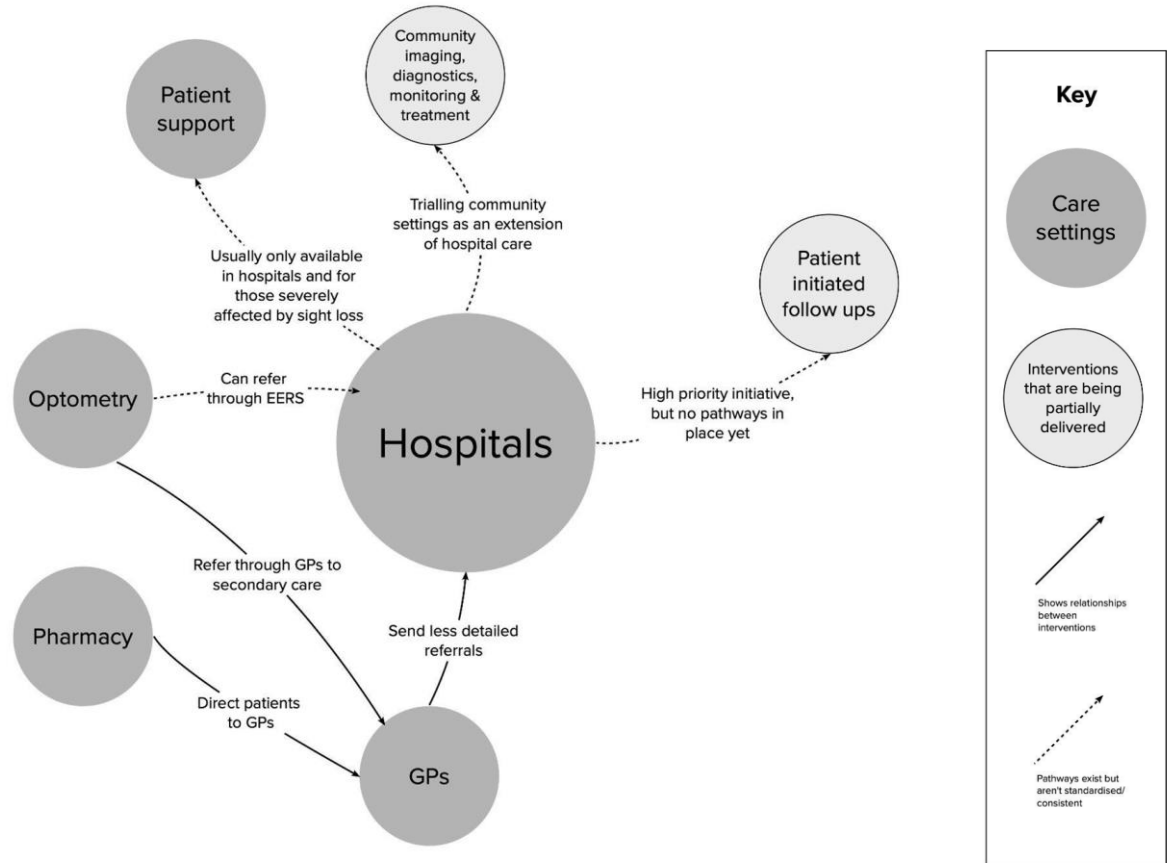 Community
imaging,
diagnostics,
monitoring &
treatment
Patient
support
Trialling community
settings as an extension
of hospital care
Usually only available
in hospitals and for
those severely
affected by sight loss
Patient
initiated
follow ups
Optometry
Can refer
through EERS
Hospitals
High priority initiative,
but no pathways in
place yet
Refer through GPs to
secondary care
Pharmacy
Send less detailed
referrals
Direct patients
to GPs
GPs
Key
Care
settings
Interventions
that are being
partially
delivered
Shows relationships
between
interventions
Pathways exist but
aren't standardised/
consistent